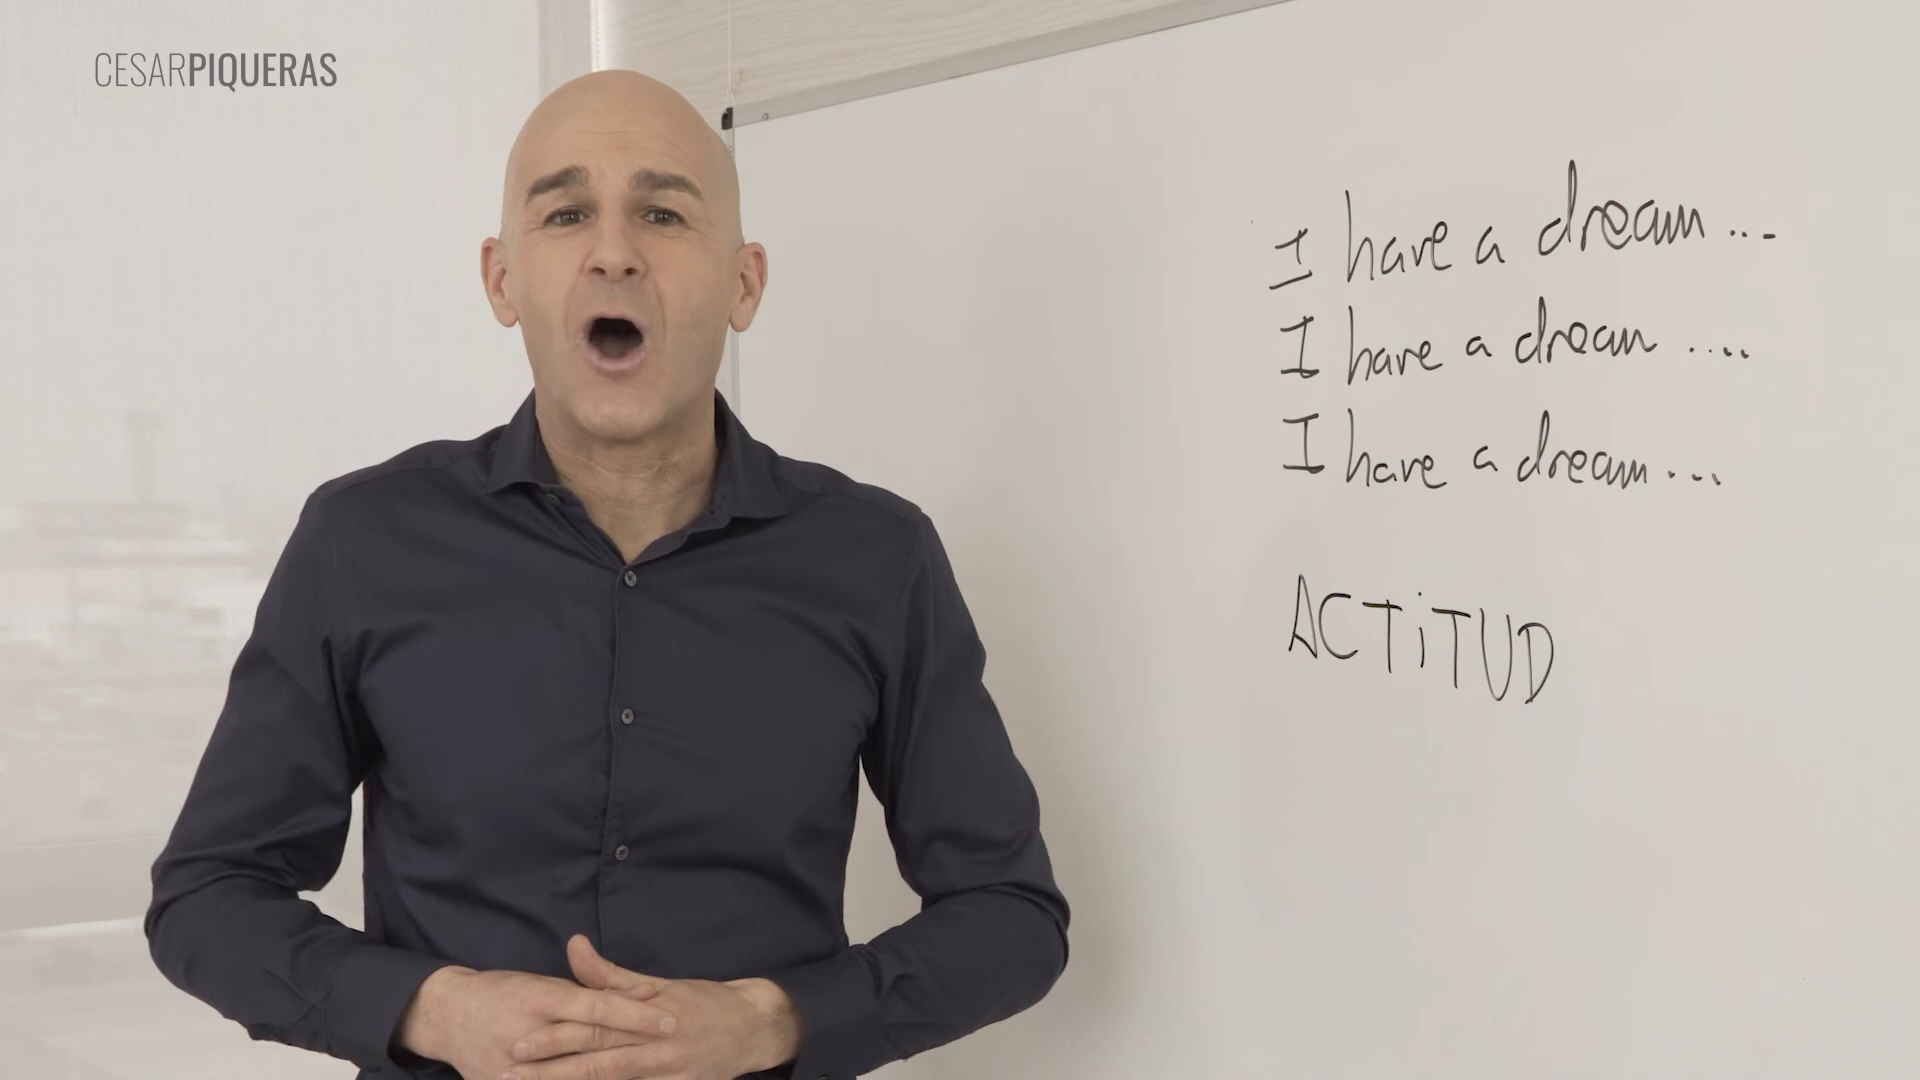 CESARPIQUERAS
I have a dream...
I have a dream....
I have a dream...
ACTiTUD